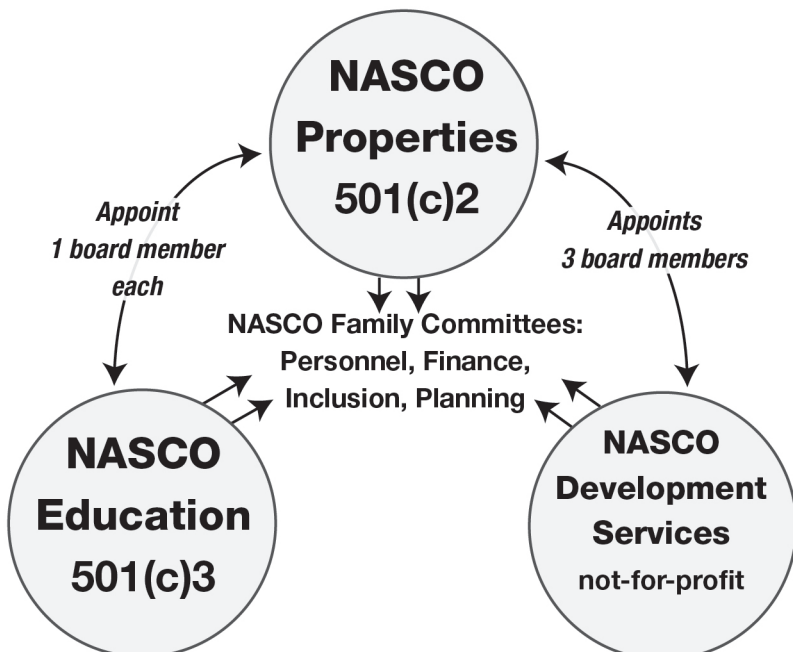 NASCO
Properties
501(c)2
Appoint
1 board member
each
Appoints
3 board members
NASCO Family Committees:
Personnel, Finance,
Inclusion, Planning
NASCO
Education
501(c)3
NASCO
Development
Services
not-for-profit